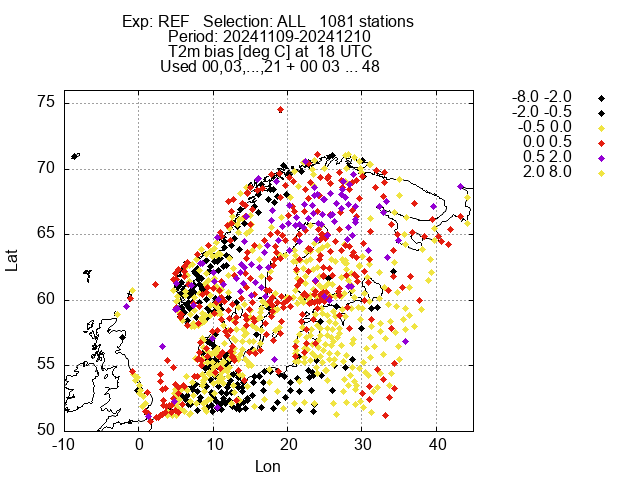 Exp: REF   Selection: ALL   1081 stations
Period: 20241109-20241210
T2m bias [deg C] at  18 UTC
Used 00,03,...,21 + 00 03 ... 48
-8.0 -2.0
-2.0 -0.5
-0.5 0.0
0.0 0.5
0.5 2.0
2.0 8.0
75
70
65
60
55
50
Lat
-10 0 10 20 30 40
Lon